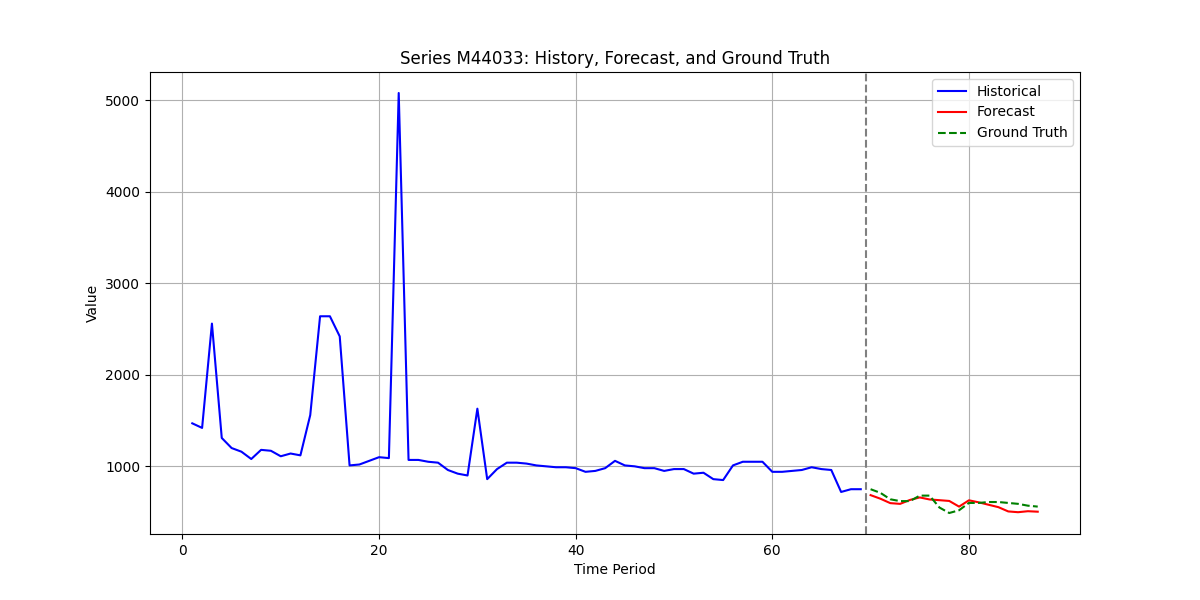 Series M44033: History, Forecast, and Ground Truth
Historical
Forecast
Ground Truth
5000
4000
3000
2000
1000
Value
0
20
40
60
80
Time Period